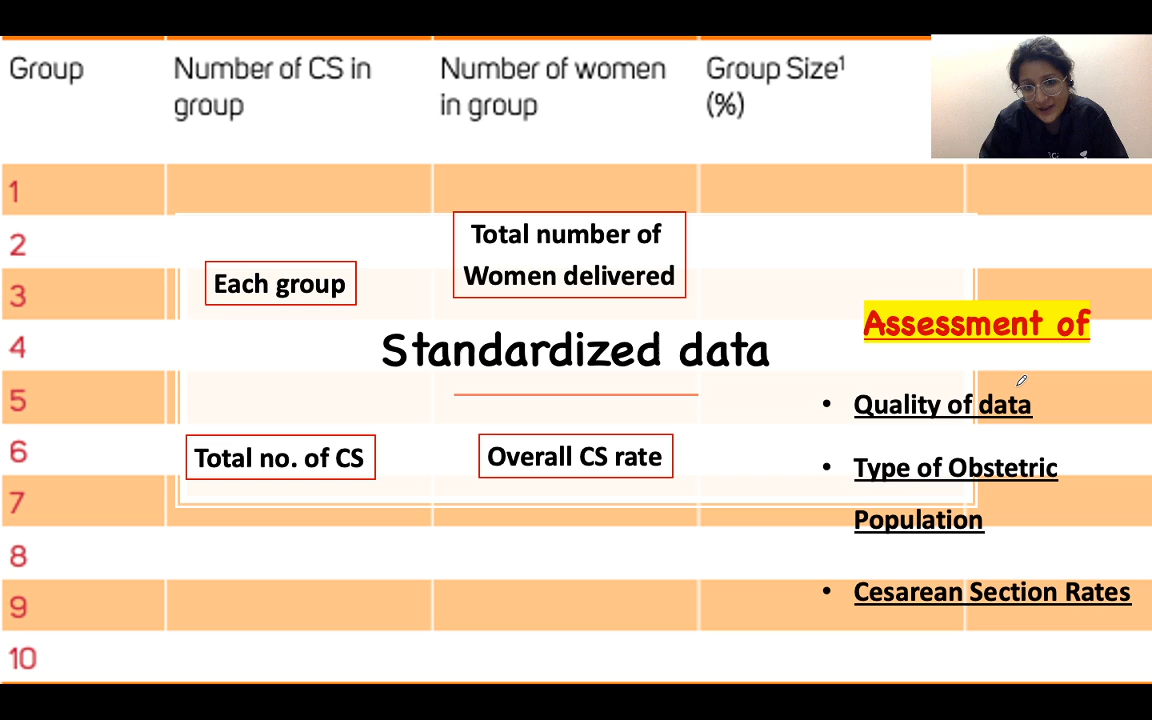 Group
Number of CS in
group
Number of women
in group
Group Size¹
(%)
1
2
3
4
5
6
7
8
9
10
Each group
Total number of
Women delivered
Standardized data
Total no. of CS
Overall CS rate
Assessment of
• Quality of data
• Type of Obstetric
Population
• Cesarean Section Rates